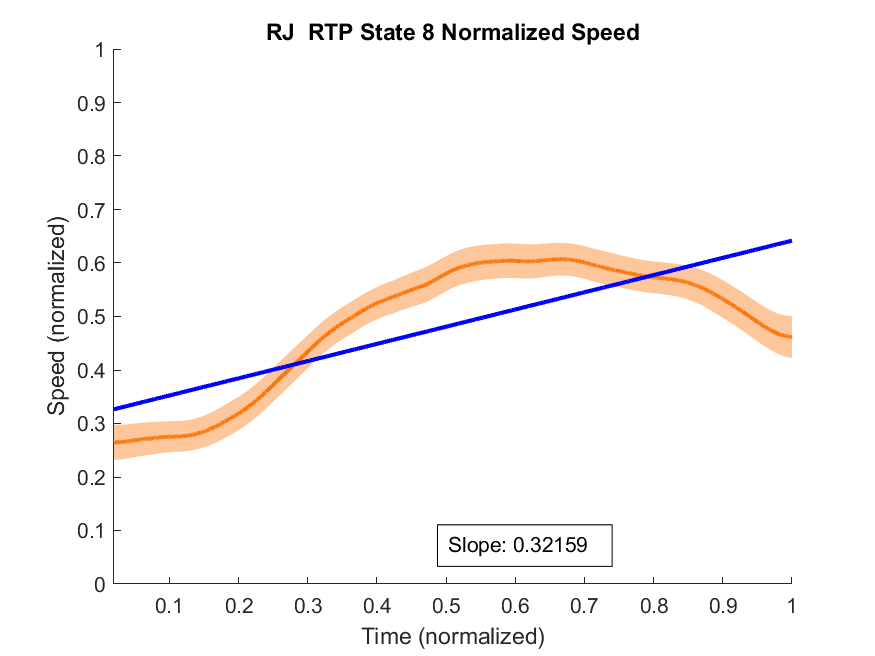 RJ  RTP State 8 Normalized Speed
1
0.9
0.8
0.7
0.6
0.5
0.4
0.3
0.2
0.1
0
Speed (normalized)
Slope: 0.32159
0.1 0.2 0.3 0.4 0.5 0.6 0.7 0.8 0.9 1
Time (normalized)